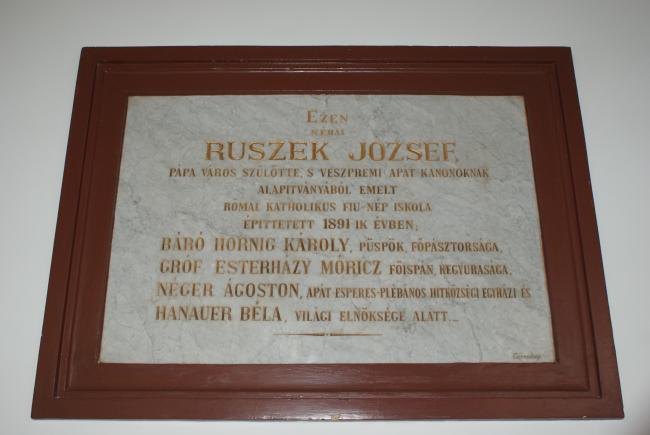 EZEN
NÉHAI
RUSZEK JÓZSEF,
PÁPA VÁROS SZÜLÖTTE, S VESZPREMI APÁT KANONOKNAK
ALAPITVÁNYÁBÓL EMELT
ROMAI KATHOLIKUS FIU-NÉP ISKOLA
ÉPITTETETT 1891 IK ÉVBEN;
BÁRÓ HORNIG KÁROLY, PÜSPÖK, FŐPÁSZTORSÁGA,
GRÓF ESTERHÁZY MÓRICZ FŐISPÁN, KEGYURASÁGA,
NÉGER ÁGOSTON, APÁT ESPERES-PLÉBÁNOS HITKÖZSÉGI EGYHÁZI ÉS
HANAUER BÉLA, VILÁGI ELNÖKSÉGE ALATT._